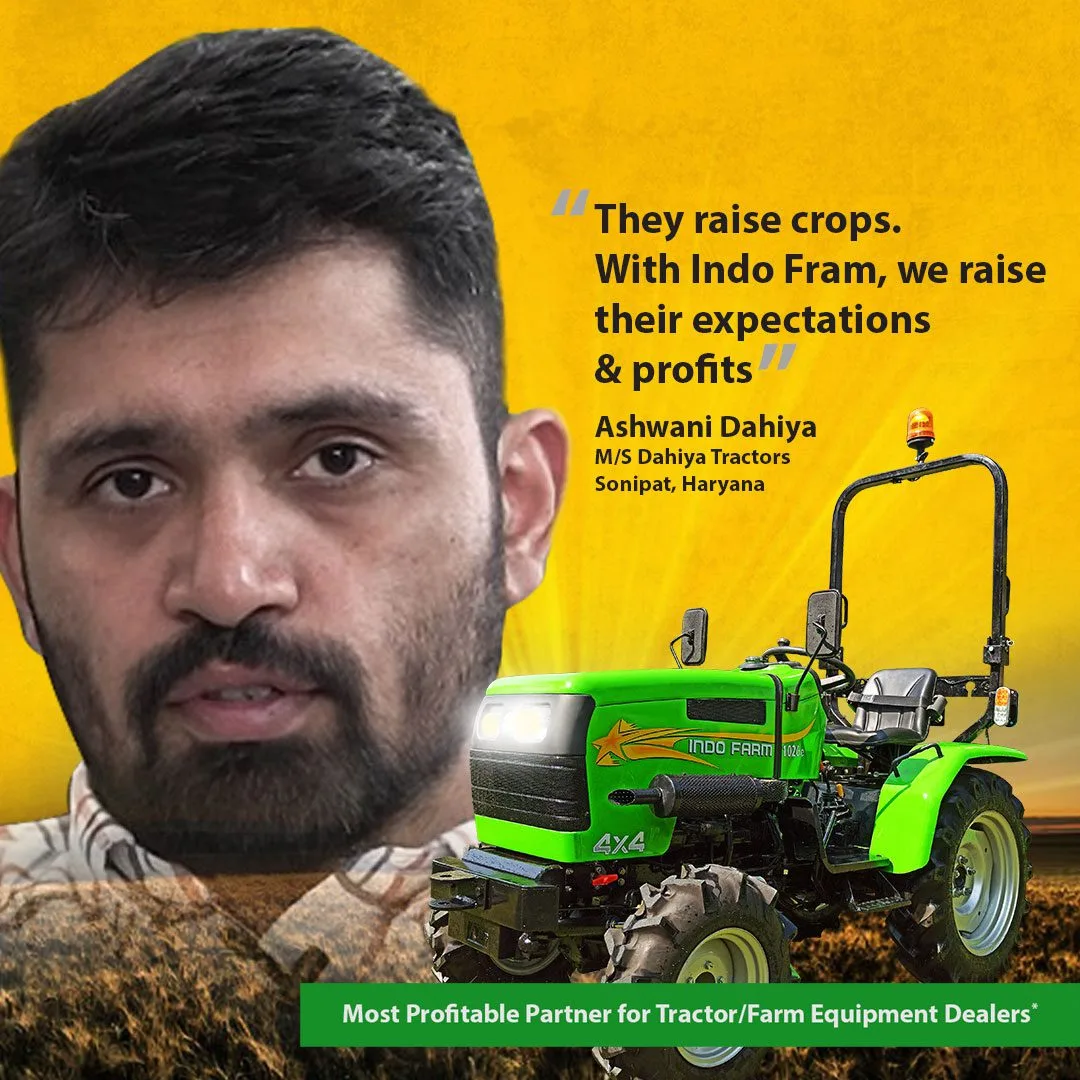 “They raise crops.
With Indo Fram, we raise
their expectations
& profits”
Ashwani Dahiya
M/S Dahiya Tractors
Sonipat, Haryana
INDO FARM 1026e
4x4
Most Profitable Partner for Tractor/Farm Equipment Dealers*